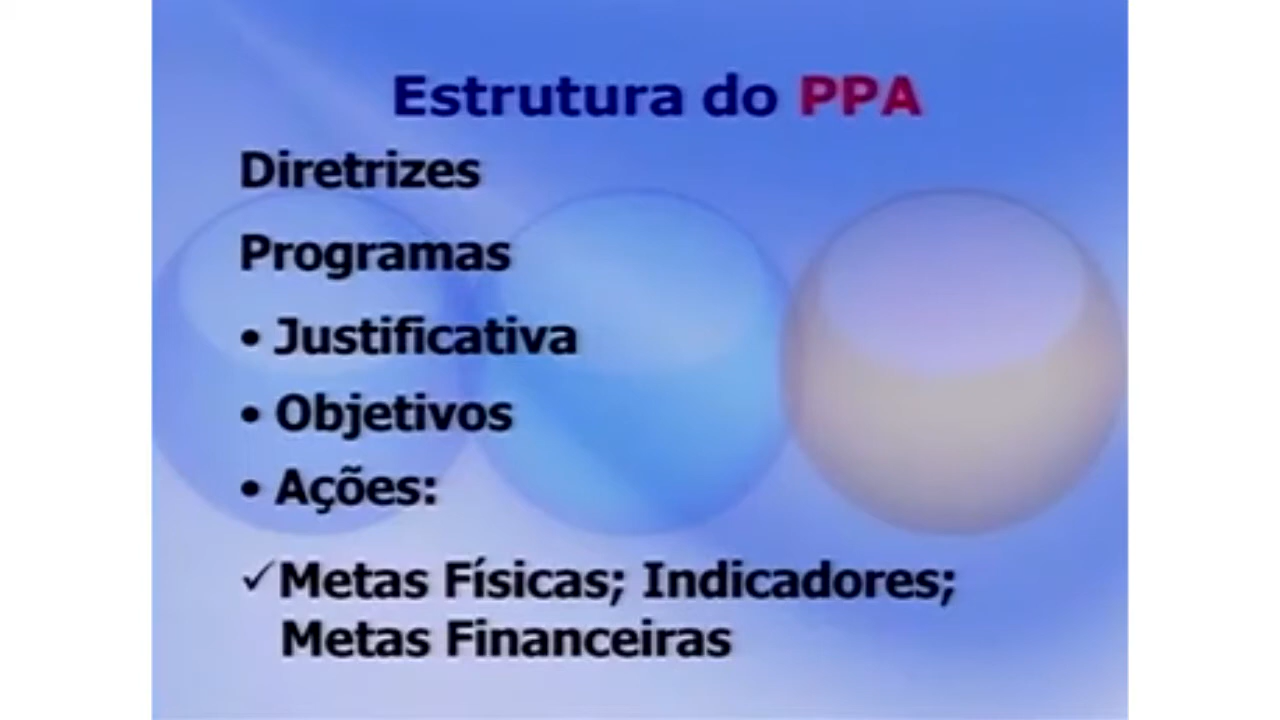 Estrutura do PPA
Diretrizes
Programas
• Justificativa
• Objetivos
• Ações:
✓Metas Físicas; Indicadores;
Metas Financeiras